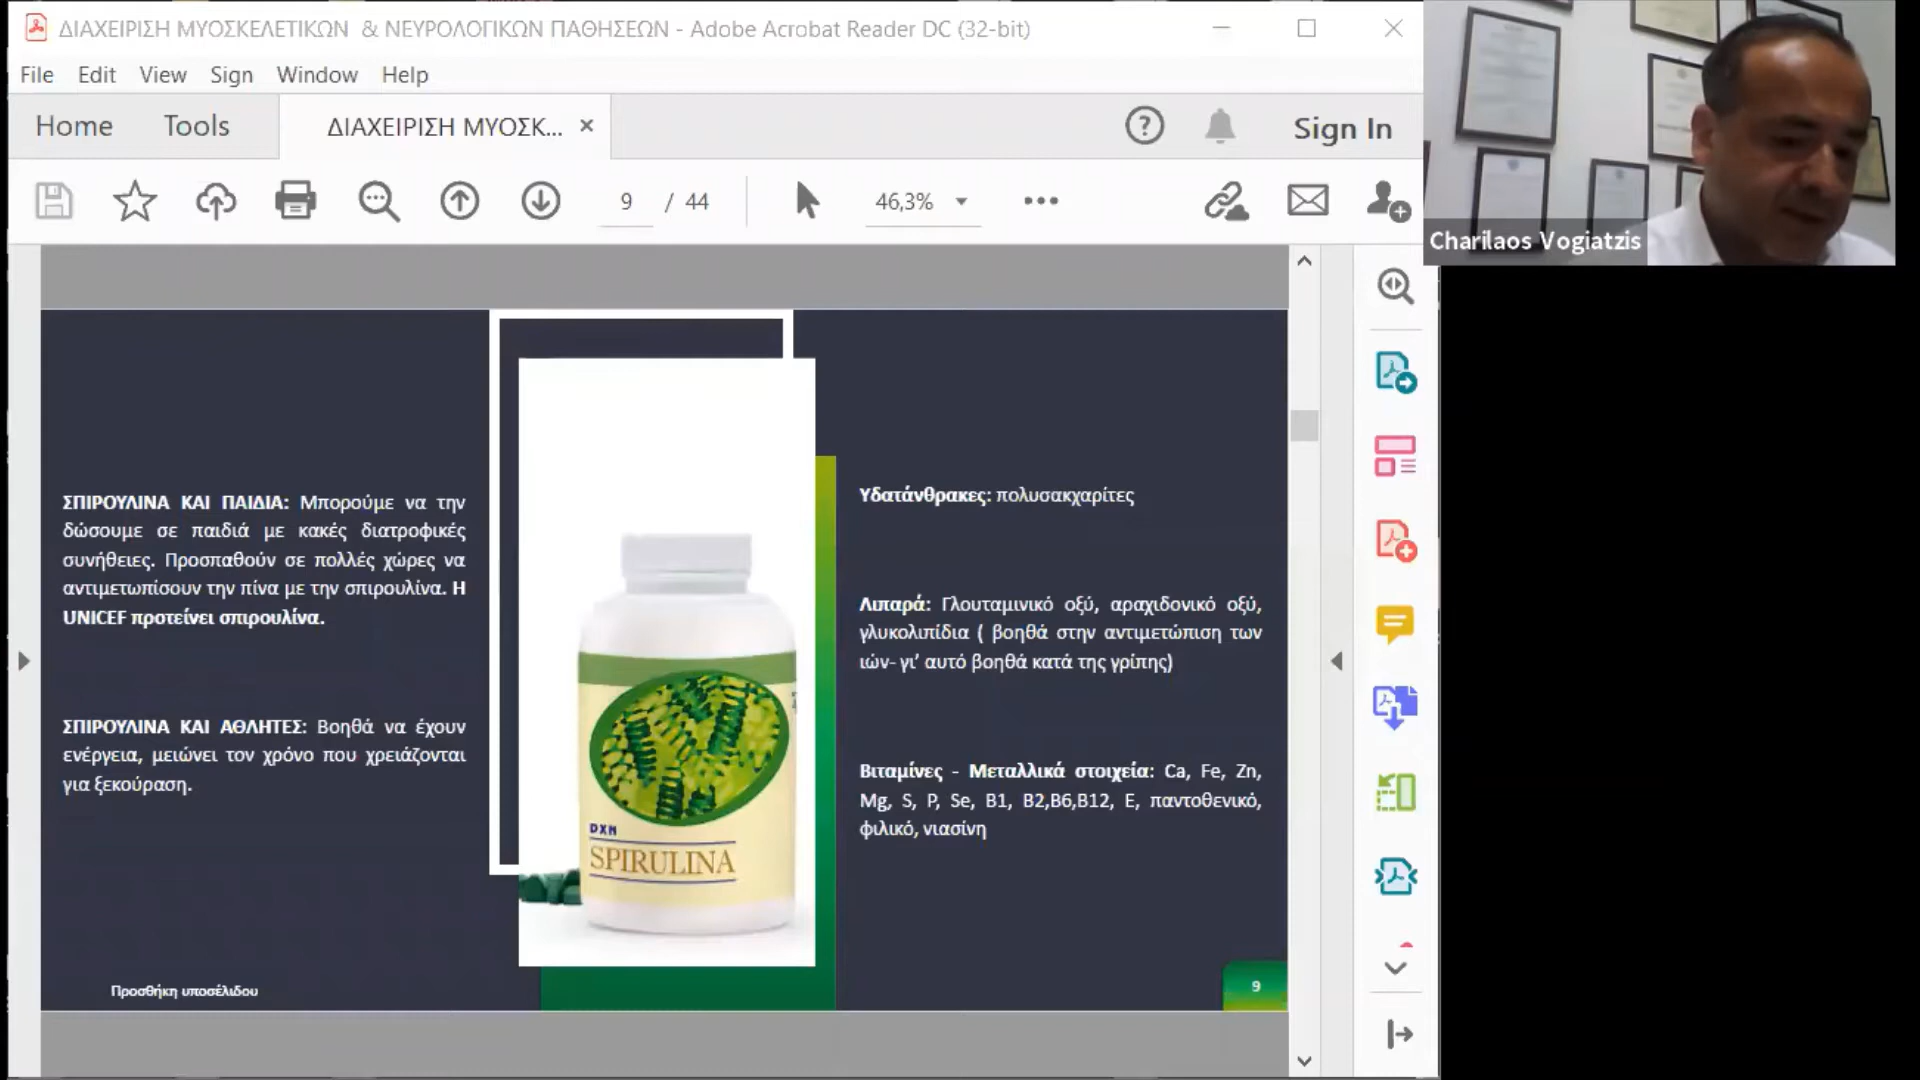 ΔΙΑΧΕΙΡΙΣΗ ΜΥΟΣΚΕΛΕΤΙΚΩΝ & ΝΕΥΡΟΛΟΓΙΚΩΝ ΠΑΘΗΣΕΩΝ - Adobe Acrobat Reader DC (32-bit)
File Edit View Sign Window Help
Home Tools ΔΙΑΧΕΙΡΙΣΗ ΜΥΟΣΚ... Sign In
9 / 44 46,3%
Charilaos Vogiatzis
ΣΠΙΡΟΥΛΙΝΑ ΚΑΙ ΠΑΙΔΙΑ: Μπορούμε να την
δώσουμε σε παιδιά με κακές διατροφικές
συνήθειες. Προσπαθούν σε πολλές χώρες να
αντιμετωπίσουν την πίνα με την σπιρουλίνα. Η
UNICEF προτείνει σπιρουλίνα.
ΣΠΙΡΟΥΛΙΝΑ ΚΑΙ ΑΘΛΗΤΕΣ: Βοηθά να έχουν
ενέργεια, μειώνει τον χρόνο που χρειάζονται
για ξεκούραση.
DXN
SPIRULINA
Υδατάνθρακες: πολυσακχαρίτες
Λιπαρά: Γλουταμινικό οξύ, αραχιδονικό οξύ,
γλυκολιπίδια ( βοηθά στην αντιμετώπιση των
ιών- γι' αυτό βοηθά κατά της γρίπης)
Βιταμίνες - Μεταλλικά στοιχεία: Ca, Fe, Zn,
Mg, S, P, Se, B1, B2,B6,B12, E, παντοθενικό,
φιλικό, νιασίνη
Προσθήκη υποσέλιδου
9